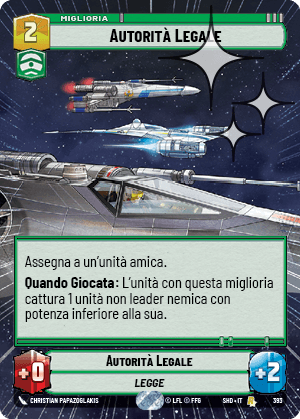 2
MIGLIORIA
AUTORITÀ LEGALE
Assegna a un'unità amica.
Quando Giocata: L'unità con questa miglioria
cattura 1 unità non leader nemica con
potenza inferiore alla sua.
+0
AUTORITÀ LEGALE
LEGGE
+2
CHRISTIAN PAPAZOGLAKIS
© LFL © FFG
SHD • IT
393